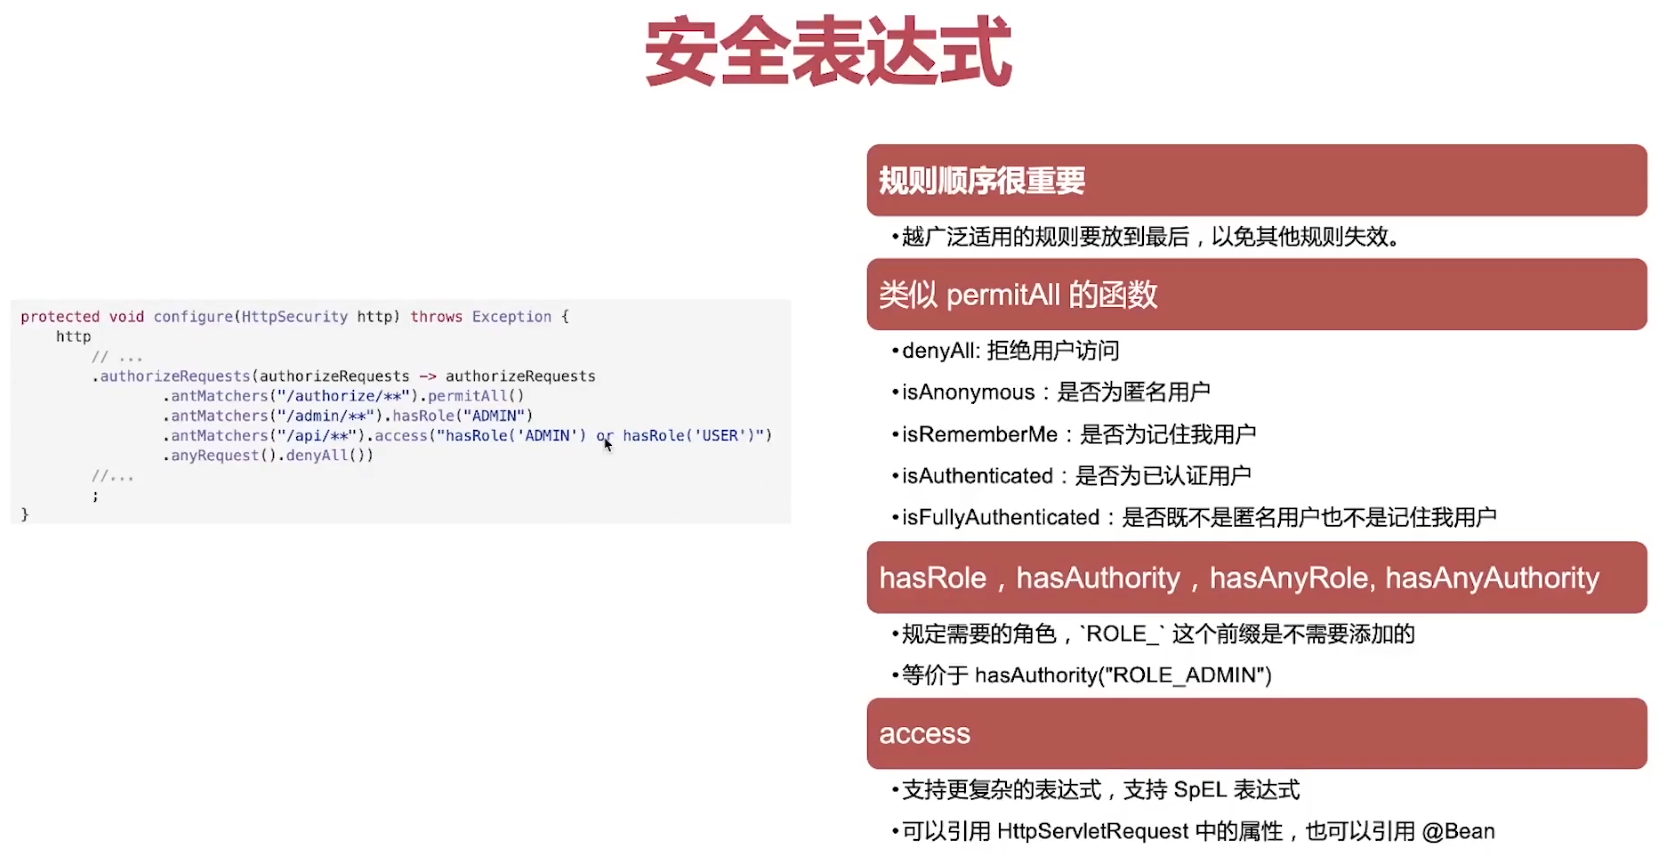 安全表达式
protected void configure(HttpSecurity http) throws Exception {
    http
        // ...
        .authorizeRequests(authorizeRequests -> authorizeRequests
                .antMatchers("/authorize/**").permitAll()
                .antMatchers("/admin/**").hasRole("ADMIN")
                .antMatchers("/api/**").access("hasRole('ADMIN') or hasRole('USER')")
                .anyRequest().denyAll())
        //...
        ;
}
规则顺序很重要
•越广泛适用的规则要放到最后，以免其他规则失效。
类似 permitAll 的函数
•denyAll: 拒绝用户访问
•isAnonymous：是否为匿名用户
•isRememberMe：是否为记住我用户
•isAuthenticated：是否为已认证用户
•isFullyAuthenticated：是否既不是匿名用户也不是记住我用户
hasRole，hasAuthority，hasAnyRole, hasAnyAuthority
•规定需要的角色，`ROLE_` 这个前缀是不需要添加的
•等价于 hasAuthority("ROLE_ADMIN")
access
•支持更复杂的表达式，支持 SpEL 表达式
•可以引用 HttpServletRequest 中的属性，也可以引用 @Bean